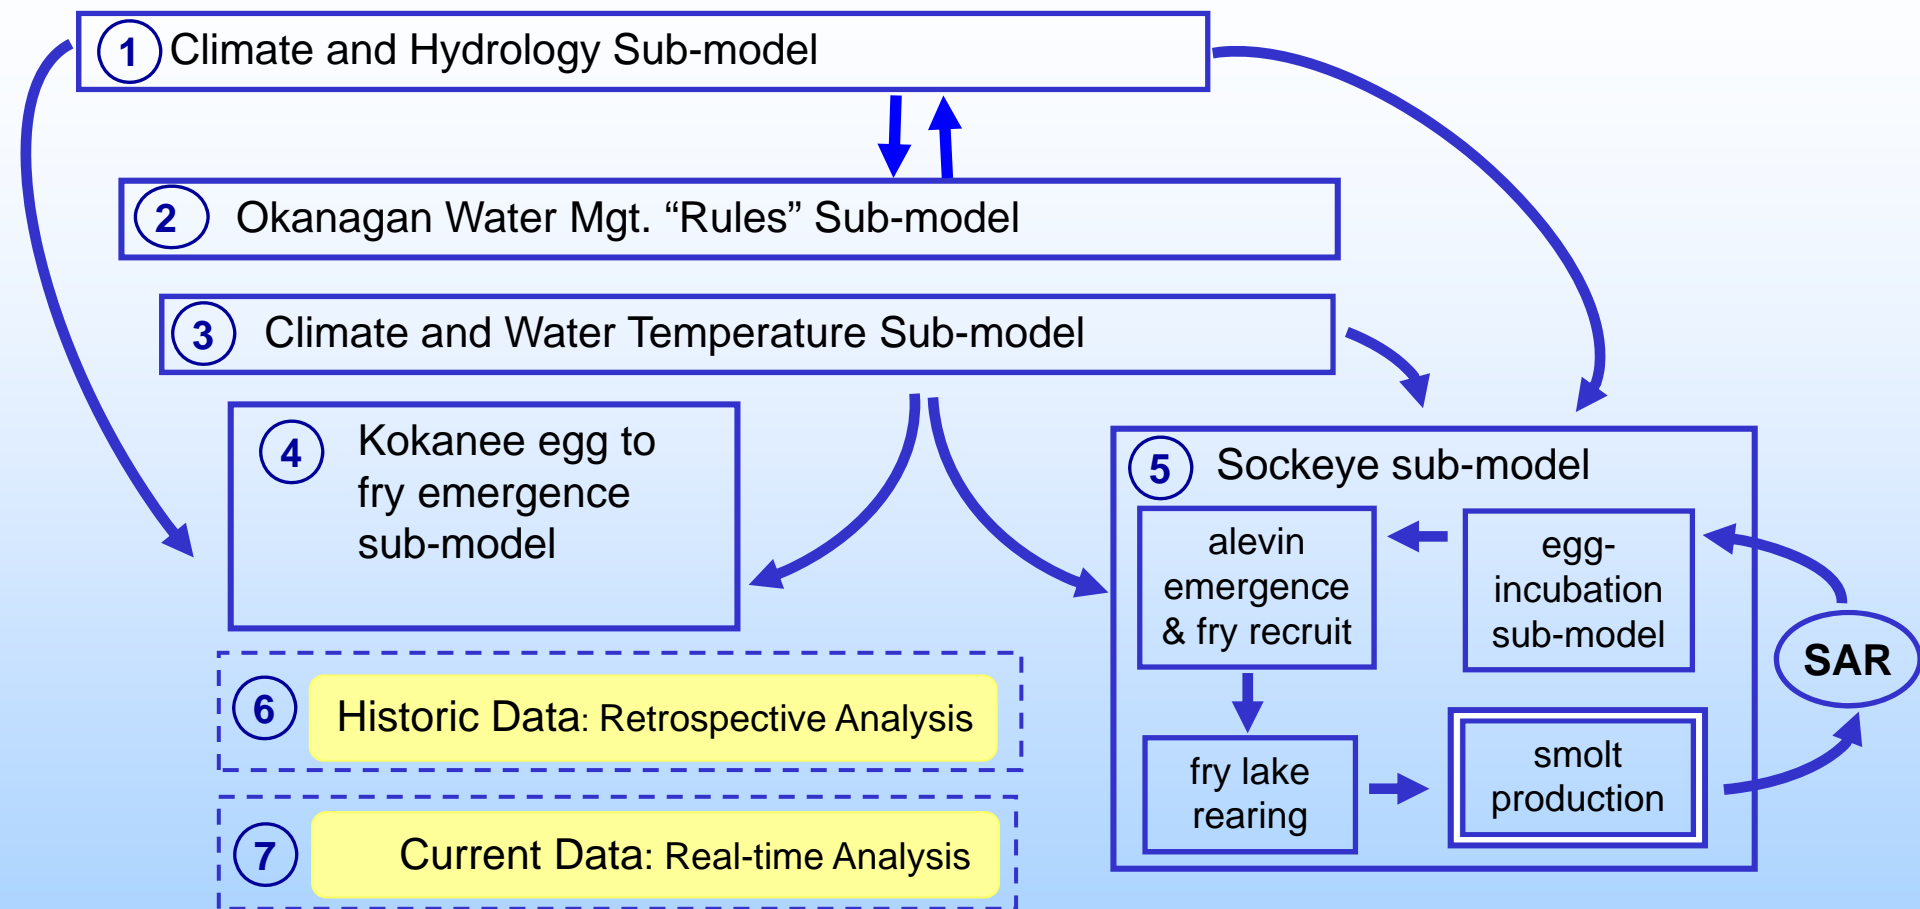 1 Climate and Hydrology Sub-model
2 Okanagan Water Mgt. “Rules” Sub-model
3 Climate and Water Temperature Sub-model
4 Kokanee egg to
fry emergence
sub-model
5 Sockeye sub-model
alevin
emergence
& fry recruit
egg-
incubation
sub-model
fry lake
rearing
smolt
production
SAR
6 Historic Data: Retrospective Analysis
7 Current Data: Real-time Analysis